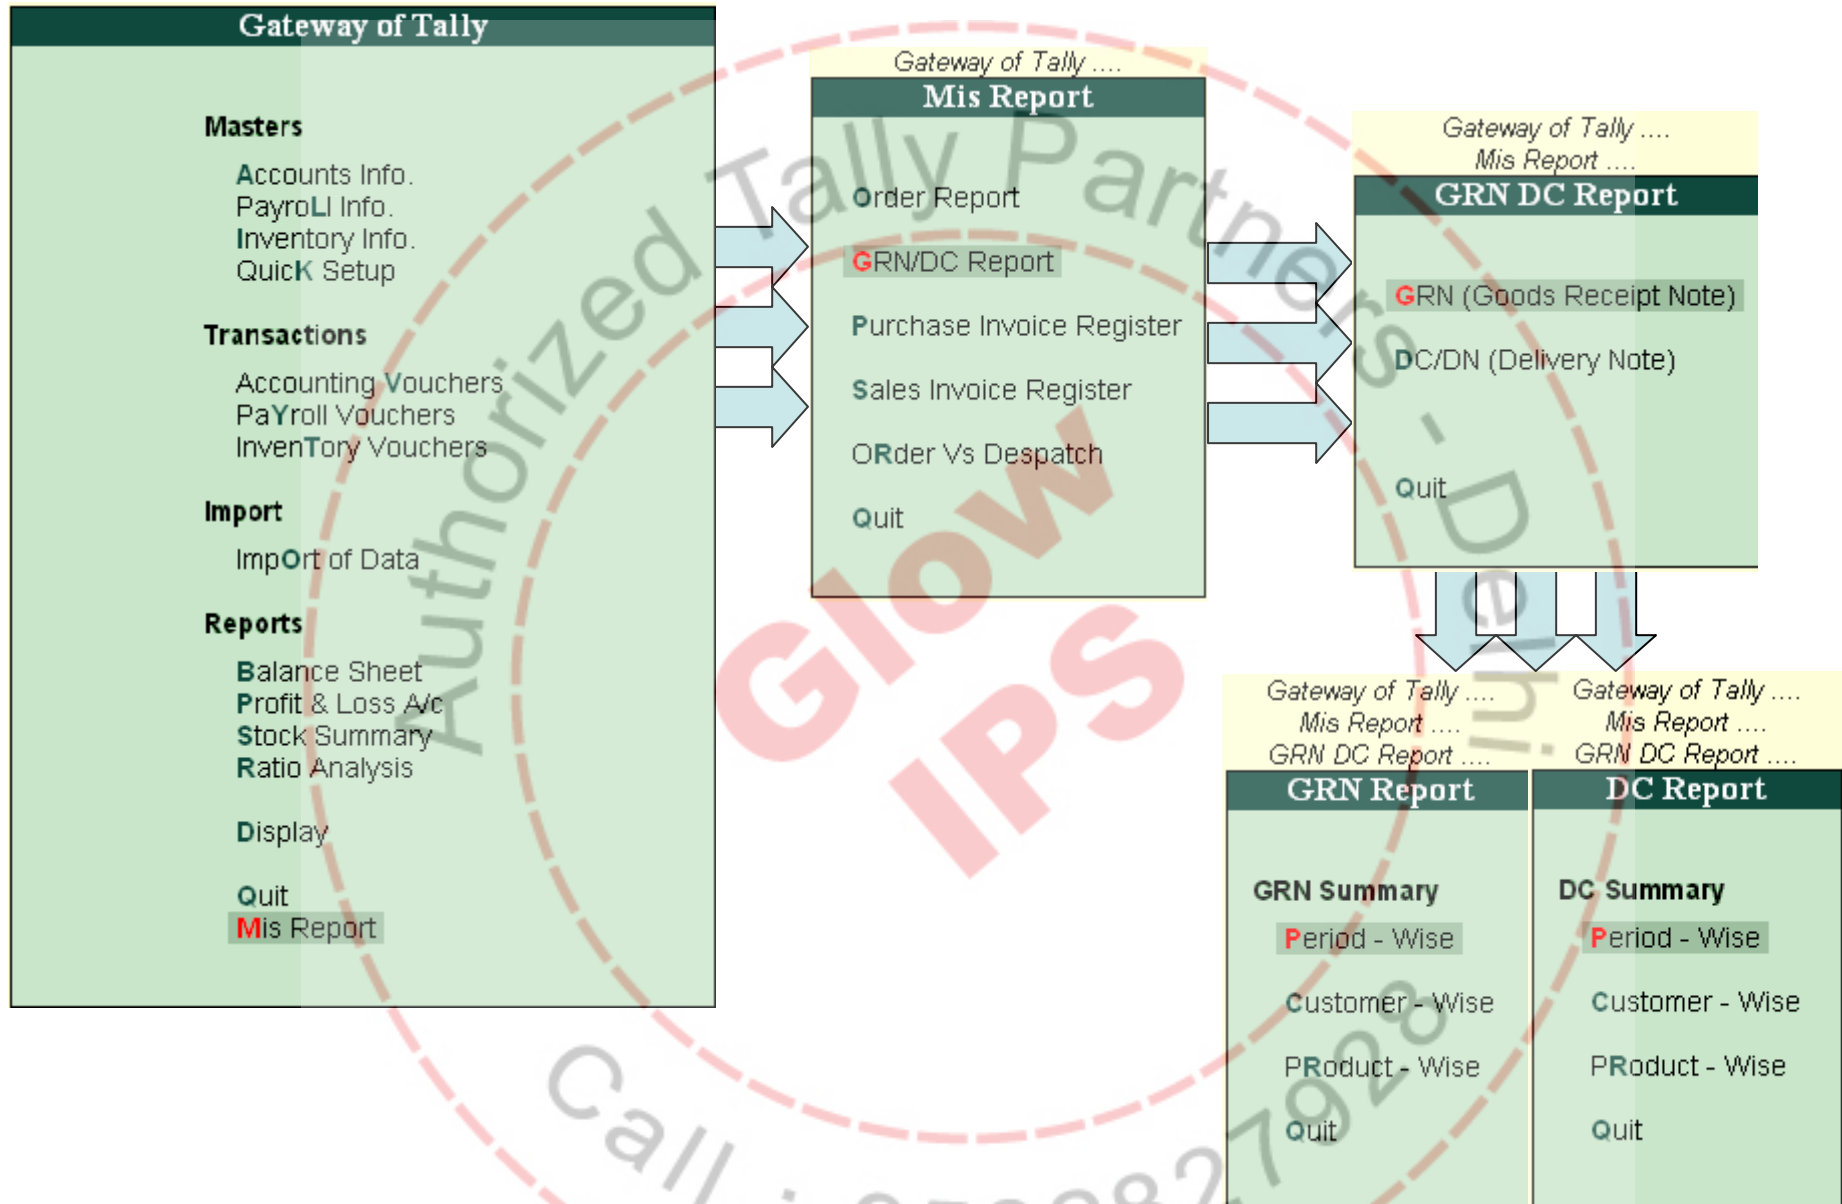 Gateway of Tally
Masters
Accounts Info.
PayroLl Info.
Inventory Info.
QuicK Setup
Transactions
Accounting Vouchers
PaYroll Vouchers
InvenTory Vouchers
Import
ImpOrt of Data
Reports
Balance Sheet
Profit & Loss A/c
Stock Summary
Ratio Analysis
Display
Quit
Mis Report
Gateway of Tally ....
Mis Report
Order Report
GRN/DC Report
Purchase Invoice Register
Sales Invoice Register
ORder Vs Despatch
Quit
Gateway of Tally ....
Mis Report ....
GRN DC Report
GRN (Goods Receipt Note)
DC/DN (Delivery Note)
Quit
Gateway of Tally ....
Mis Report ....
GRN DC Report ....
GRN Report
GRN Summary
Period - Wise
Customer - Wise
PRoduct - Wise
Quit
Gateway of Tally ....
Mis Report ....
GRN DC Report ....
DC Report
DC Summary
Period - Wise
Customer - Wise
PRoduct - Wise
Quit
Authorized Tally Partners - Delhi
Glow
IPS
Call :